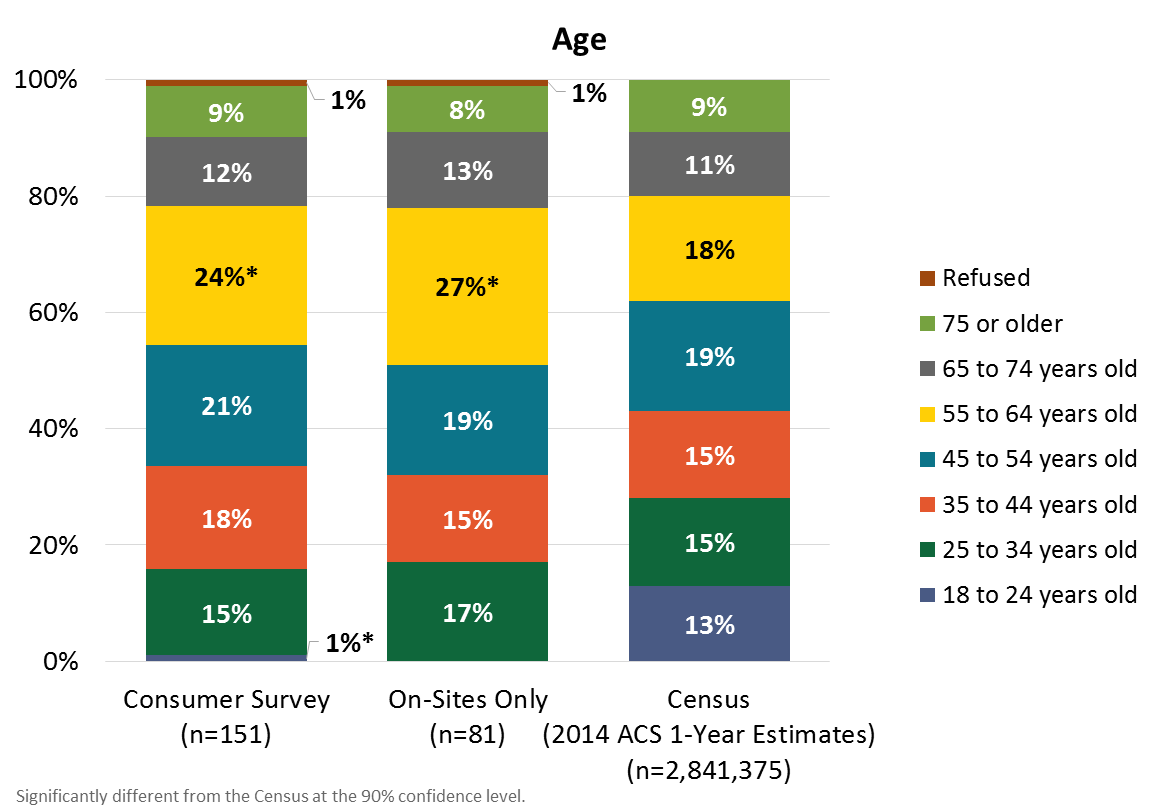 Age
100%
80%
60%
40%
20%
0%
1%
9%
12%
24%*
21%
18%
15%
1%*
1%
8%
13%
27%*
19%
15%
17%
9%
11%
18%
19%
15%
15%
13%
Consumer Survey
(n=151)
On-Sites Only
(n=81)
Census
(2014 ACS 1-Year Estimates)
(n=2,841,375)
Refused
75 or older
65 to 74 years old
55 to 64 years old
45 to 54 years old
35 to 44 years old
25 to 34 years old
18 to 24 years old
Significantly different from the Census at the 90% confidence level.